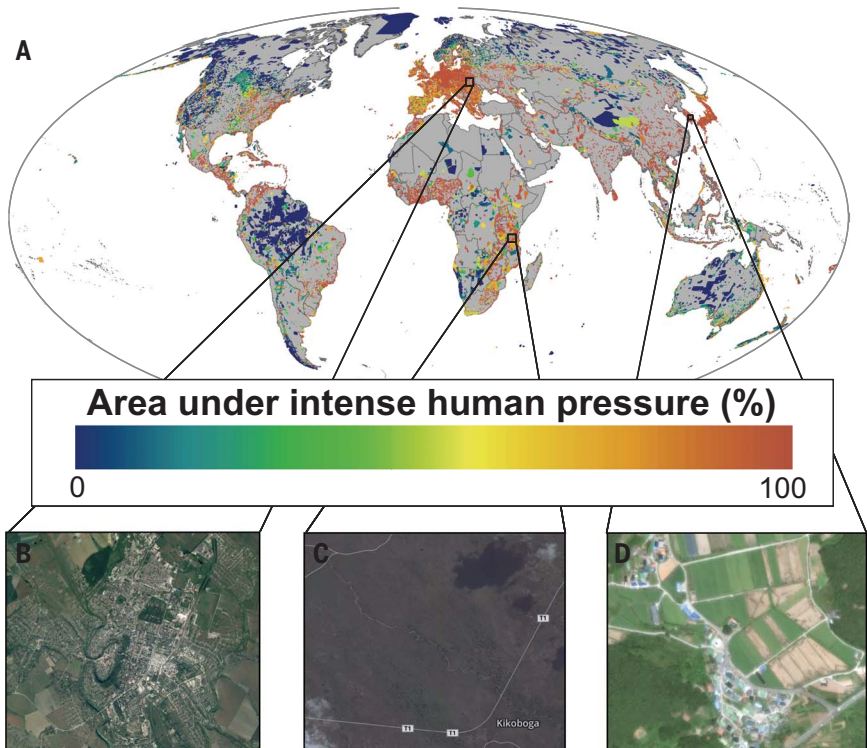 A
Area under intense human pressure (%)
0
100
B
C
D
T1
T1
T1
Kikoboga